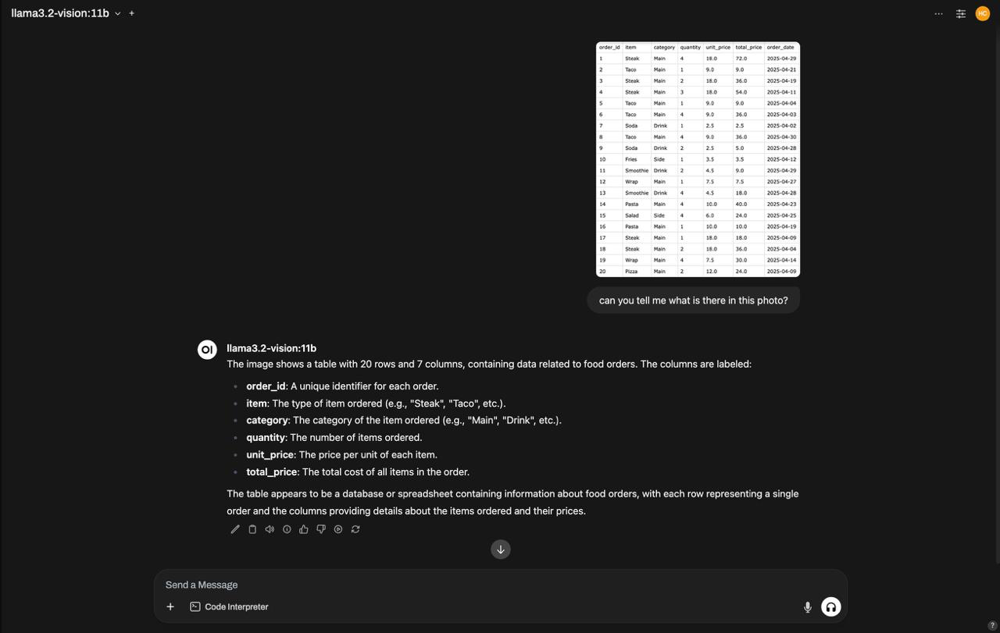 llama3.2-vision:11b
HC
order_id item category quantity unit_price total_price order_date
1 Steak Main 4 18.0 72.0 2025-04-29
2 Taco Main 1 9.0 9.0 2025-04-21
3 Steak Main 2 18.0 36.0 2025-04-19
4 Steak Main 3 18.0 54.0 2025-04-11
5 Taco Main 1 9.0 9.0 2025-04-04
6 Taco Main 4 9.0 36.0 2025-04-03
7 Soda Drink 1 2.5 2.5 2025-04-02
8 Taco Main 4 9.0 36.0 2025-04-30
9 Soda Drink 2 2.5 5.0 2025-04-28
10 Fries Side 1 3.5 3.5 2025-04-12
11 Smoothie Drink 2 4.5 9.0 2025-04-29
12 Wrap Main 1 7.5 7.5 2025-04-27
13 Smoothie Drink 4 4.5 18.0 2025-04-28
14 Pasta Main 4 10.0 40.0 2025-04-23
15 Salad Side 4 6.0 24.0 2025-04-25
16 Pasta Main 1 10.0 10.0 2025-04-19
17 Steak Main 1 18.0 18.0 2025-04-09
18 Steak Main 2 18.0 36.0 2025-04-04
19 Wrap Main 4 7.5 30.0 2025-04-14
20 Pizza Main 2 12.0 24.0 2025-04-09
can you tell me what is there in this photo?
OI
llama3.2-vision:11b
The image shows a table with 20 rows and 7 columns, containing data related to food orders. The columns are labeled:
• order_id: A unique identifier for each order.
• item: The type of item ordered (e.g., "Steak", "Taco", etc.).
• category: The category of the item ordered (e.g., "Main", "Drink", etc.).
• quantity: The number of items ordered.
• unit_price: The price per unit of each item.
• total_price: The total cost of all items in the order.
The table appears to be a database or spreadsheet containing information about food orders, with each row representing a single
order and the columns providing details about the items ordered and their prices.
Send a Message
Code Interpreter
?